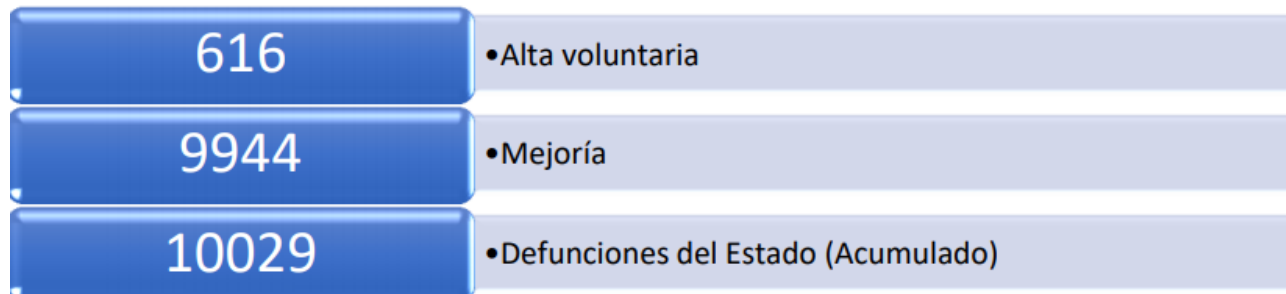 616
•Alta voluntaria
9944
•Mejoría
10029
•Defunciones del Estado (Acumulado)